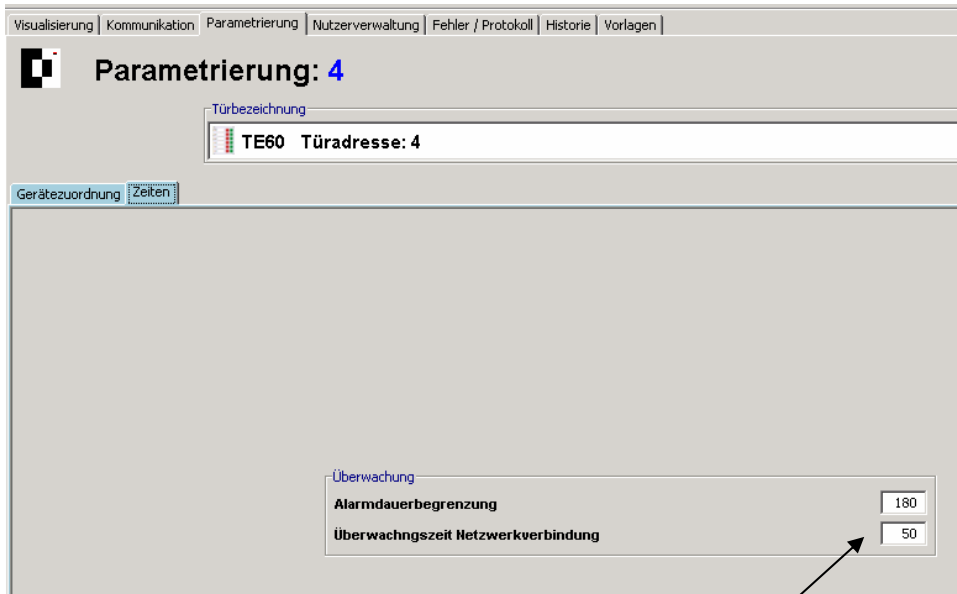 Visualisierung Kommunikation Parametrierung Nutzerverwaltung Fehler / Protokoll Historie Vorlagen
Parametrierung: 4
Türbezeichnung
TE60 Türadresse: 4
Gerätezuordnung Zeiten
Überwachung
Alarmdauerbegrenzung 180
Überwachngszeit Netzwerkverbindung 50